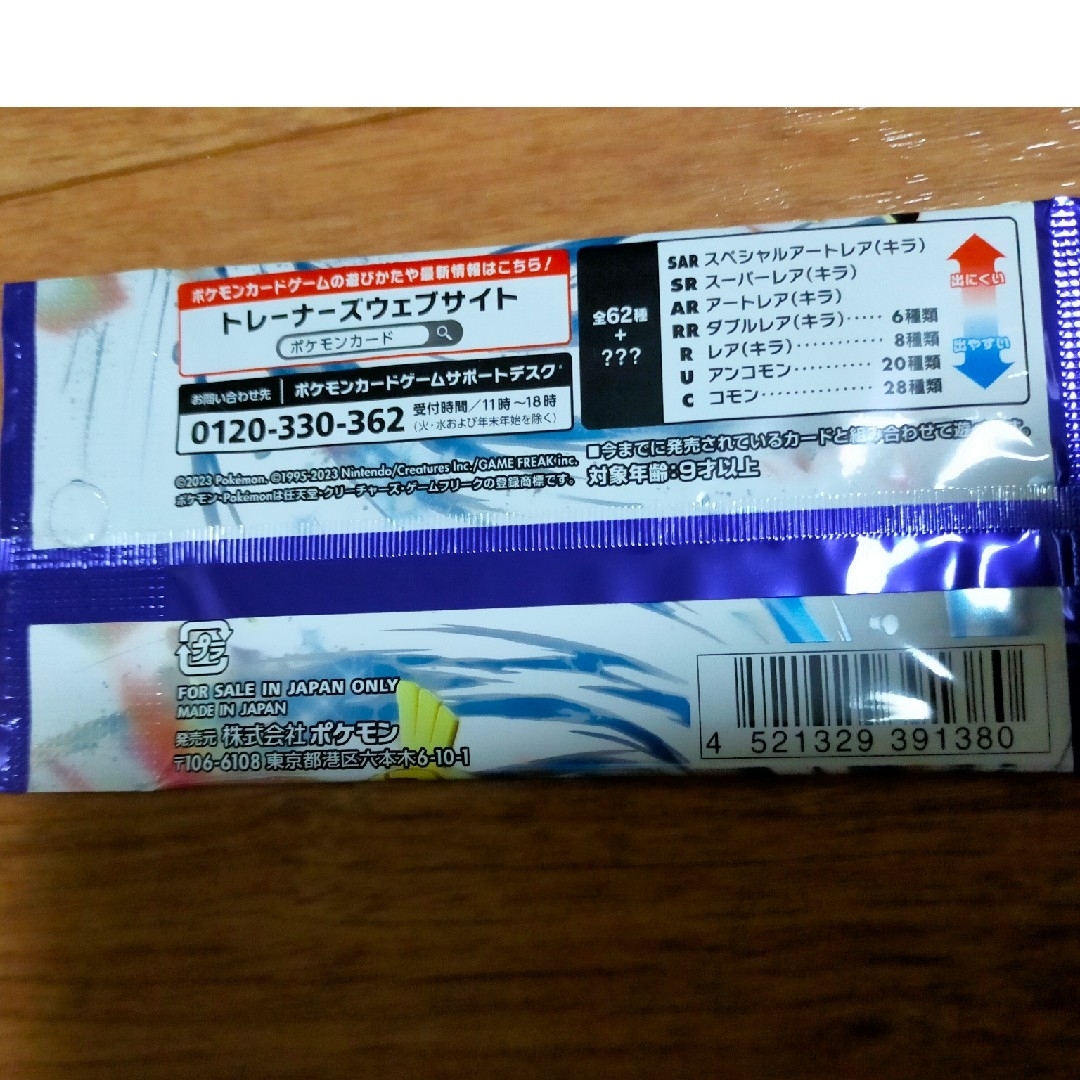 ポケモンカードゲームの遊びかたや最新情報はこちら!
トレーナーズウェブサイト
ポケモンカード
お問い合わせ先 ポケモンカードゲームサポートデスク
0120-330-362 受付時間/11時~18時
(火・水および年末年始を除く)
©2023 Pokémon. ©1995-2023 Nintendo/Creatures Inc./GAME FREAK inc.
ポケモン・Pokémonは任天堂・クリーチャーズ・ゲームフリークの登録商標です。
全62種
+
???
SAR スペシャルアートレア(キラ)
SR スーパーレア(キラ)
AR アートレア(キラ)
RR ダブルレア(キラ)‥‥‥ 6種類
R レア(キラ)‥‥‥‥‥‥ 8種類
U アンコモン‥‥‥‥‥‥ 20種類
C コモン‥‥‥‥‥‥‥‥ 28種類
出にくい
出やすい
■今までに発売されているカードと組み合わせて遊べます。
対象年齢:9才以上
プラ
FOR SALE IN JAPAN ONLY
MADE IN JAPAN
発売元 株式会社ポケモン
〒106-6108 東京都港区六本木6-10-1
4 521329 391380